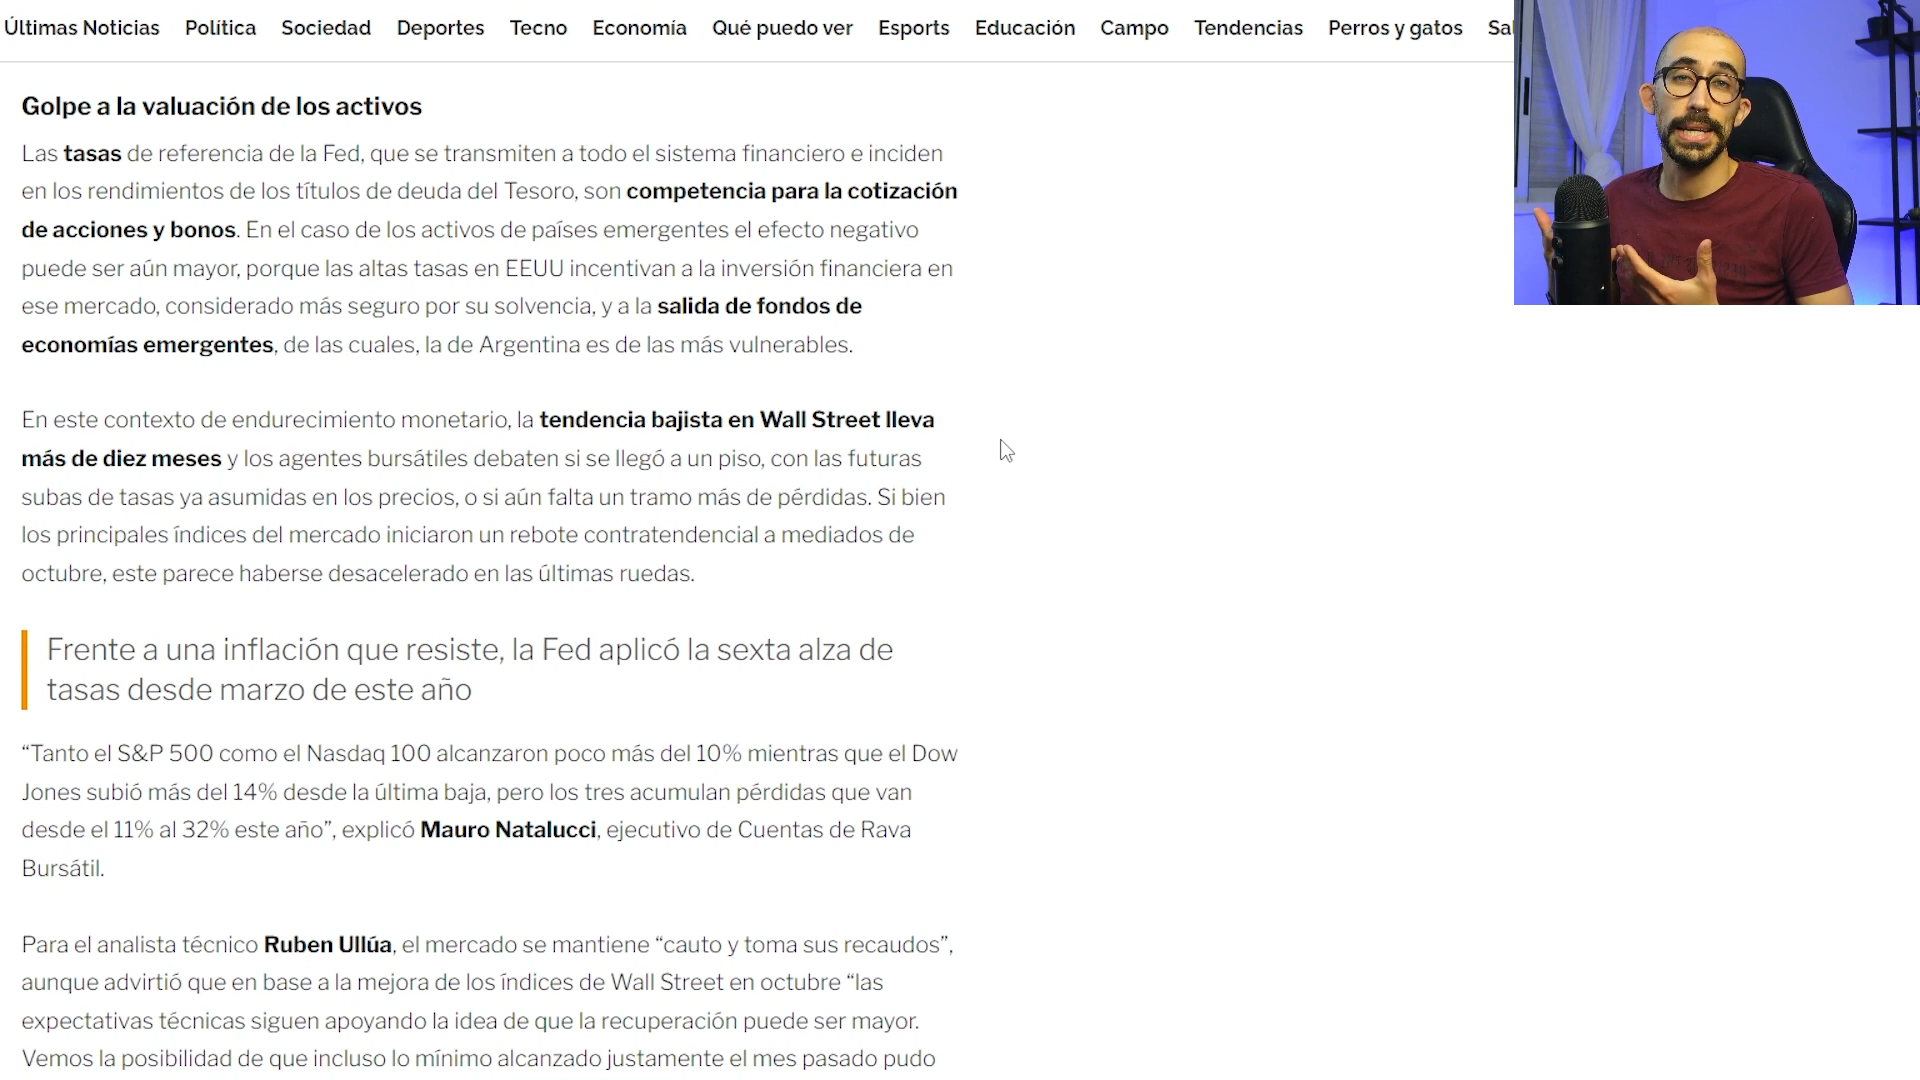 Últimas Noticias Política Sociedad Deportes Tecno Economía Qué puedo ver Esports Educación Campo Tendencias Perros y gatos
Golpe a la valuación de los activos
Las tasas de referencia de la Fed, que se transmiten a todo el sistema financiero e inciden
en los rendimientos de los títulos de deuda del Tesoro, son competencia para la cotización
de acciones y bonos. En el caso de los activos de países emergentes el efecto negativo
puede ser aún mayor, porque las altas tasas en EEUU incentivan a la inversión financiera en
ese mercado, considerado más seguro por su solvencia, y a la salida de fondos de
economías emergentes, de las cuales, la de Argentina es de las más vulnerables.
En este contexto de endurecimiento monetario, la tendencia bajista en Wall Street lleva
más de diez meses y los agentes bursátiles debaten si se llegó a un piso, con las futuras
subas de tasas ya asumidas en los precios, o si aún falta un tramo más de pérdidas. Si bien
los principales índices del mercado iniciaron un rebote contratendencial a mediados de
octubre, este parece haberse desacelerado en las últimas ruedas.
Frente a una inflación que resiste, la Fed aplicó la sexta alza de
tasas desde marzo de este año
“Tanto el S&P 500 como el Nasdaq 100 alcanzaron poco más del 10% mientras que el Dow
Jones subió más del 14% desde la última baja, pero los tres acumulan pérdidas que van
desde el 11% al 32% este año”, explicó Mauro Natalucci, ejecutivo de Cuentas de Rava
Bursátil.
Para el analista técnico Ruben Ullúa, el mercado se mantiene “cauto y toma sus recaudos”,
aunque advirtió que en base a la mejora de los índices de Wall Street en octubre “las
expectativas técnicas siguen apoyando la idea de que la recuperación puede ser mayor.
Vemos la posibilidad de que incluso lo mínimo alcanzado justamente el mes pasado pudo